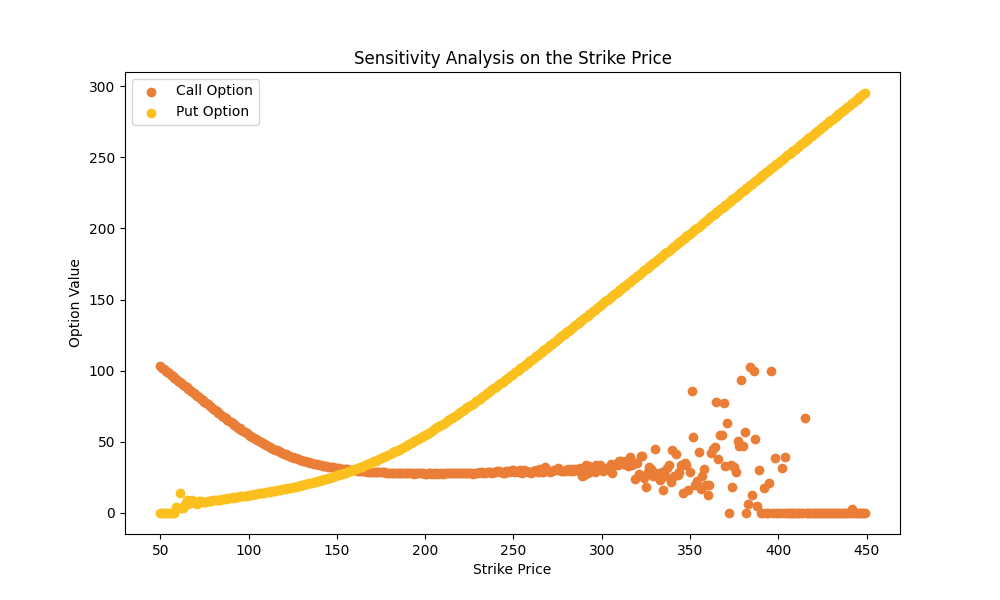 Sensitivity Analysis on the Strike Price
Call Option
Put Option
300
250
200
150
100
50
0
Option Value
50 100 150 200 250 300 350 400 450
Strike Price